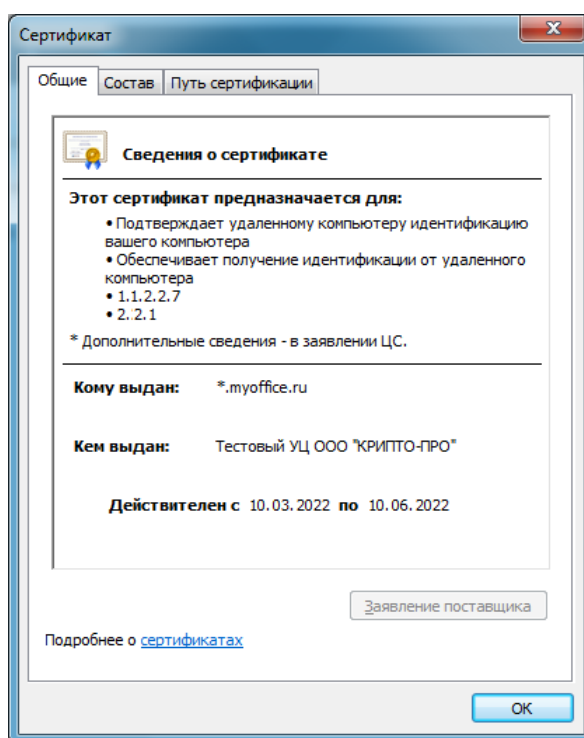 Сертификат
Общие Состав Путь сертификации
Сведения о сертификате
Этот сертификат предназначается для:
• Подтверждает удаленному компьютеру идентификацию
вашего компьютера
• Обеспечивает получение идентификации от удаленного
компьютера
• 1.1.2.2.7
• 2..2.1
* Дополнительные сведения - в заявлении ЦС.
Кому выдан: *.myoffice.ru
Кем выдан: Тестовый УЦ ООО "КРИПТО-ПРО"
Действителен с 10.03.2022 по 10.06.2022
Заявление поставщика
Подробнее о сертификатах
ОК